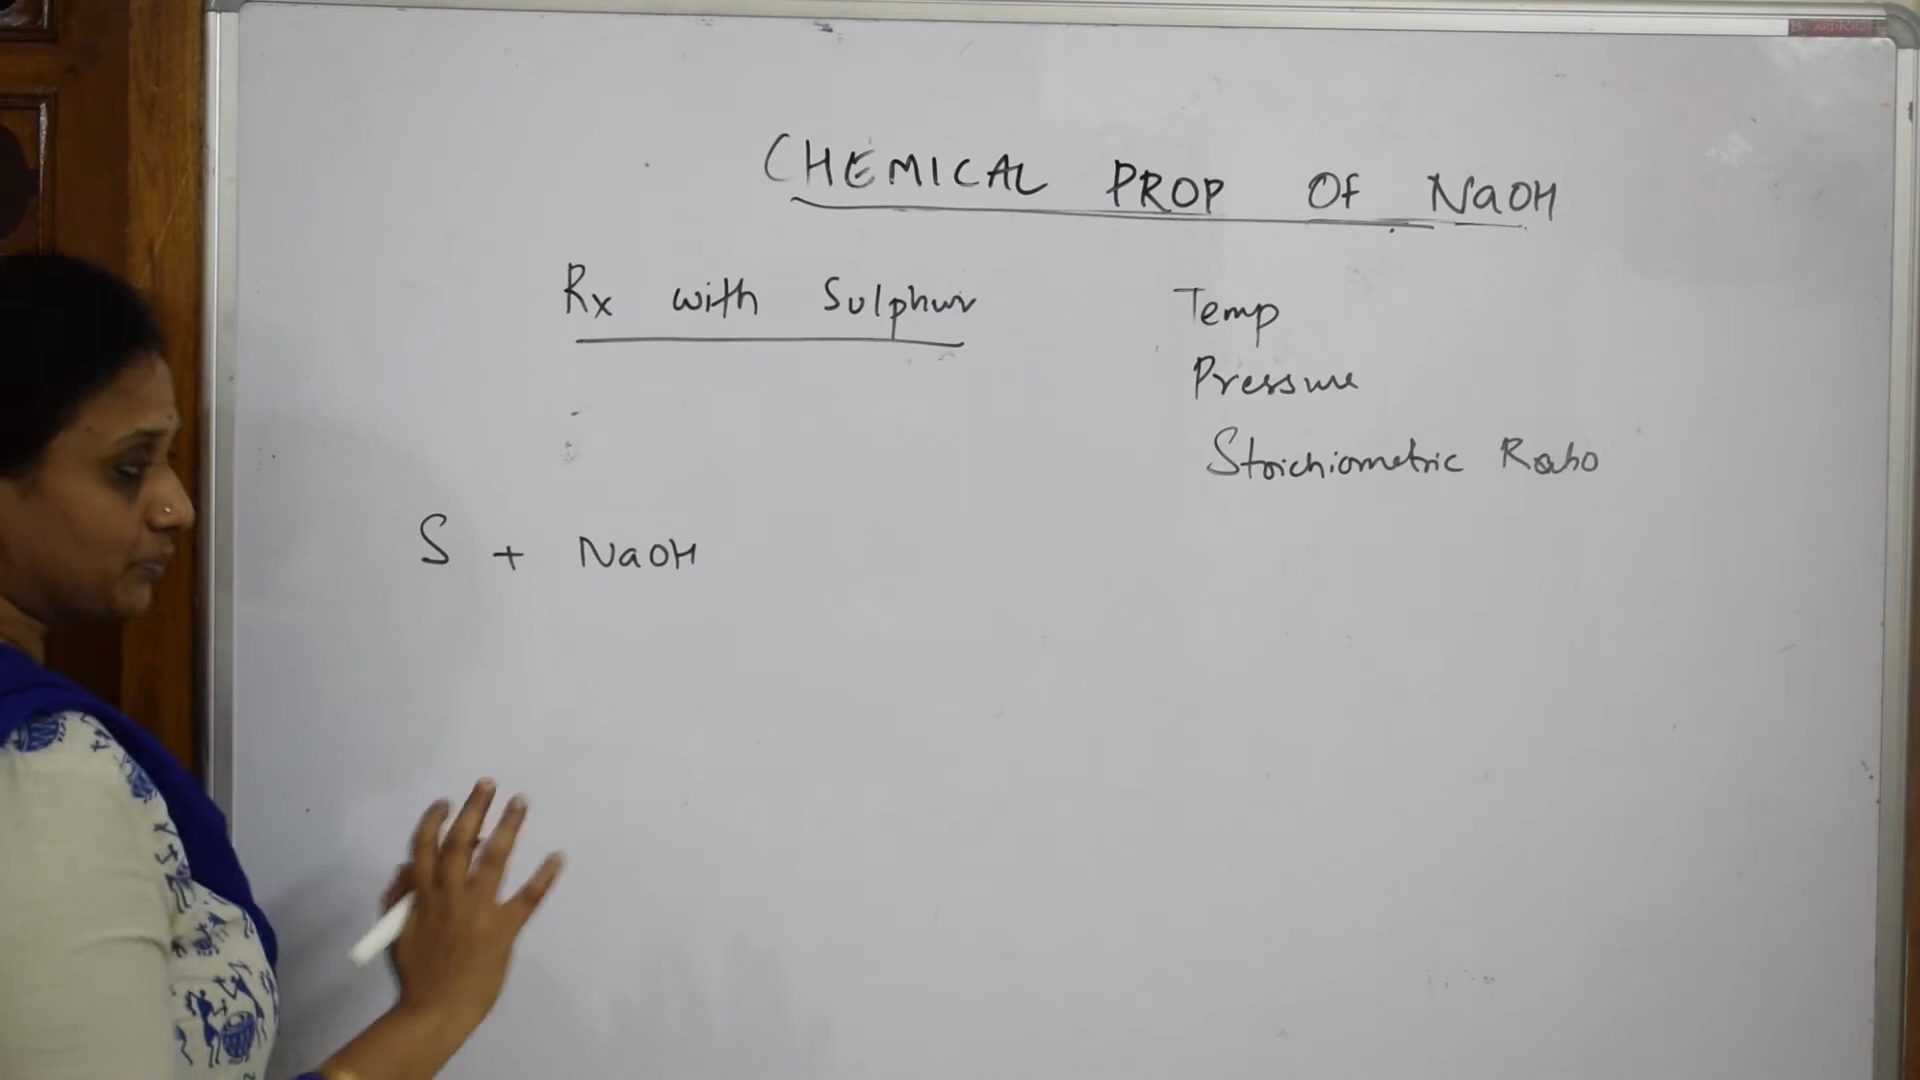 CHEMICAL PROP OF NaOH
Rx with Sulphur
Temp
Pressure
Stoichiometric Ratio
S + NaOH